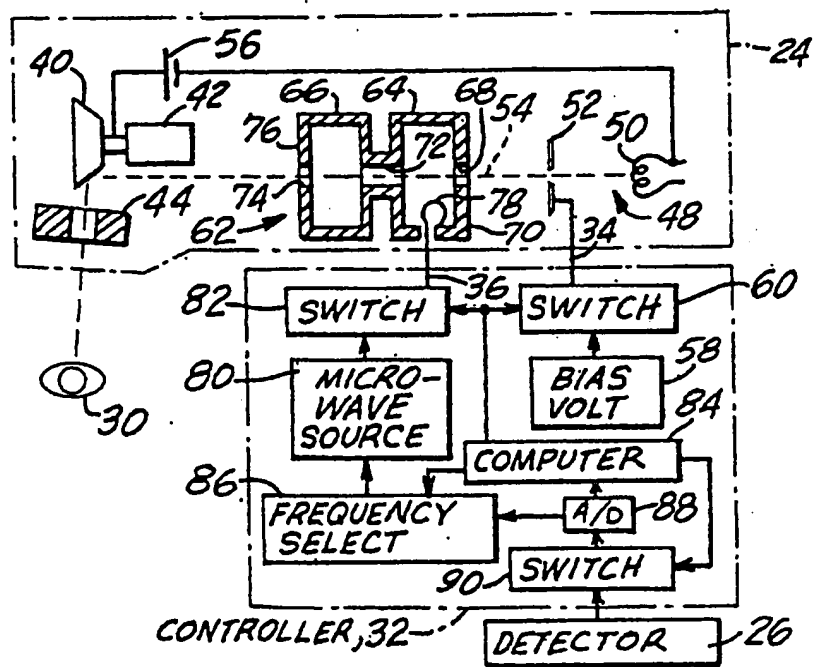 56
24
40
42
66
64
68
54
52
50
76
72
74
78
48
44
62
70
34
36
82
SWITCH
SWITCH
60
30
80
MICRO-
WAVE
SOURCE
BIAS
VOLT
58
84
COMPUTER
86
FREQUENCY
SELECT
A/D
88
90
SWITCH
CONTROLLER, 32
DETECTOR
26